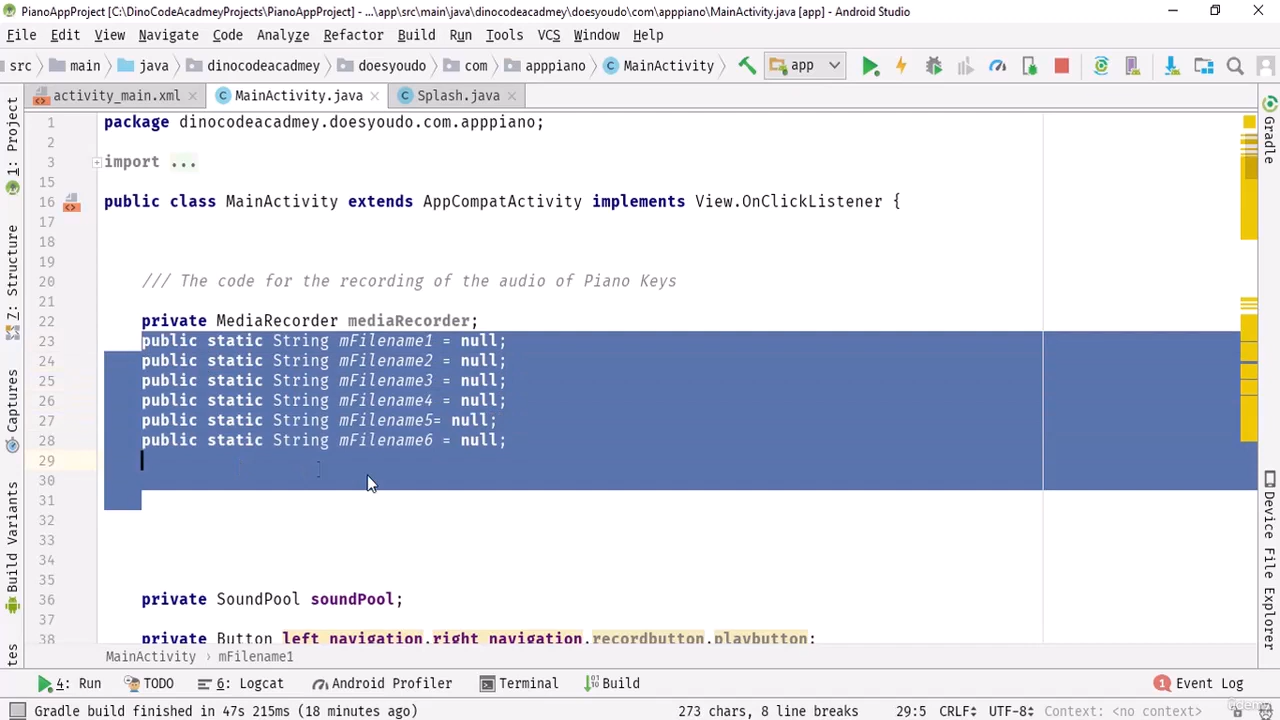 PianoAppProject [C:\DinoCodeAcadmeyProjects\PianoAppProject] - ...\app\src\main\java\dinocodeacadmey\doesyoudo\com\apppiano\MainActivity.java [app] - Android Studio
File Edit View Navigate Code Analyze Refactor Build Run Tools VCS Window Help
src main java dinocodeacadmey doesyoudo com apppiano MainActivity app
activity_main.xml MainActivity.java Splash.java
1 package dinocodeacadmey.doesyoudo.com.apppiano;
2
3 import ...
15
16 public class MainActivity extends AppCompatActivity implements View.OnClickListener {
17
18
19
20 /// The code for the recording of the audio of Piano Keys
21
22 private MediaRecorder mediaRecorder;
23 public static String mFilename1 = null;
24 public static String mFilename2 = null;
25 public static String mFilename3 = null;
26 public static String mFilename4 = null;
27 public static String mFilename5= null;
28 public static String mFilename6 = null;
29
30
31
32
33
34
35
36 private SoundPool soundPool;
37
38 private Button left_navigation,right_navigation,recordbutton,playbutton;
MainActivity › mFilename1
4: Run TODO 6: Logcat Android Profiler Terminal Build 1 Event Log
Gradle build finished in 47s 215ms (18 minutes ago) 273 chars, 8 line breaks 29:5 CRLF UTF-8 Context: <no context>
1: Project
7: Structure
Captures
Build Variants
Gradle
Device File Explorer